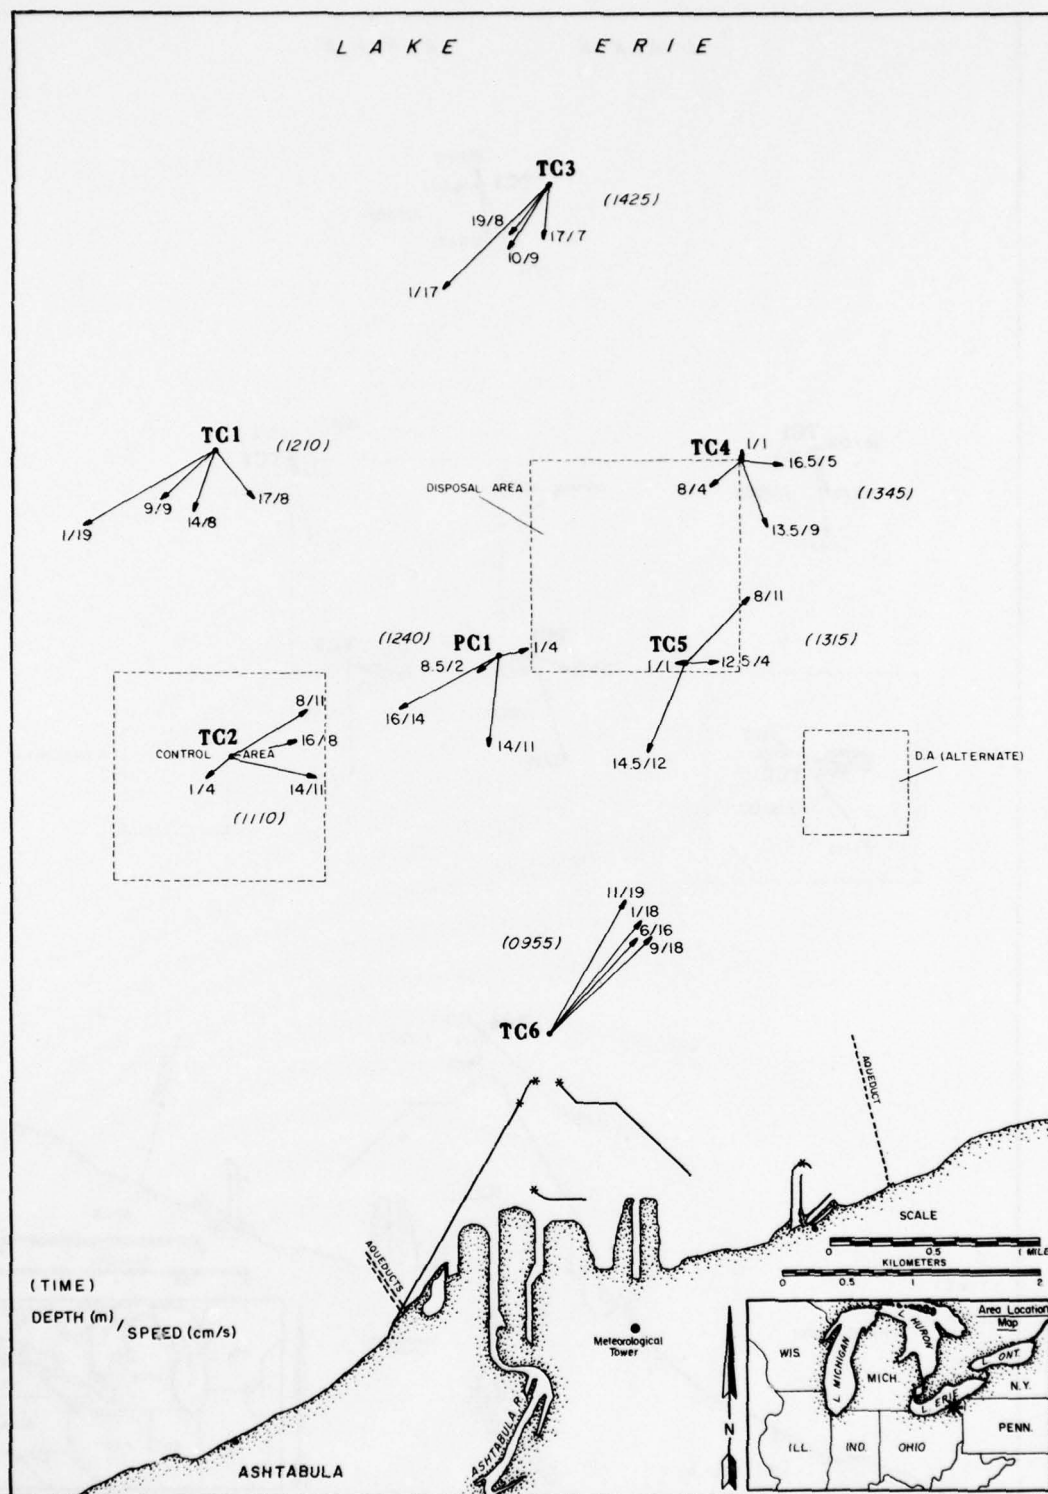 LAKE ERIE
TC3
(1425)
19/8
17/7
10/9
1/17
TC1
(1210)
9/9
17/8
14/8
1/19
TC4
1/1
16.5/5
8/4
(1345)
13.5/9
DISPOSAL AREA
8/11
(1240)
PC1
1/4
8.5/2
16/14
14/11
TC5
(1315)
1/1
12.5/4
14.5/12
8/11
TC2
16/8
CONTROL AREA
1/4
14/11
(1110)
D.A. (ALTERNATE)
11/19
1/18
6/16
9/18
(0955)
TC6
AQUEDUCT
AQUEDUCTS
SCALE
0 0.5 1 MILE
KILOMETERS
0 0.5 1 2
(TIME)
DEPTH (m) / SPEED (cm/s)
Meteorological
Tower
ASHTABULA R.
ASHTABULA
N
Area Location
Map
WIS.
L. MICHIGAN
L. HURON
MICH.
L. ONT.
L. ERIE
N.Y.
PENN.
ILL.
IND.
OHIO